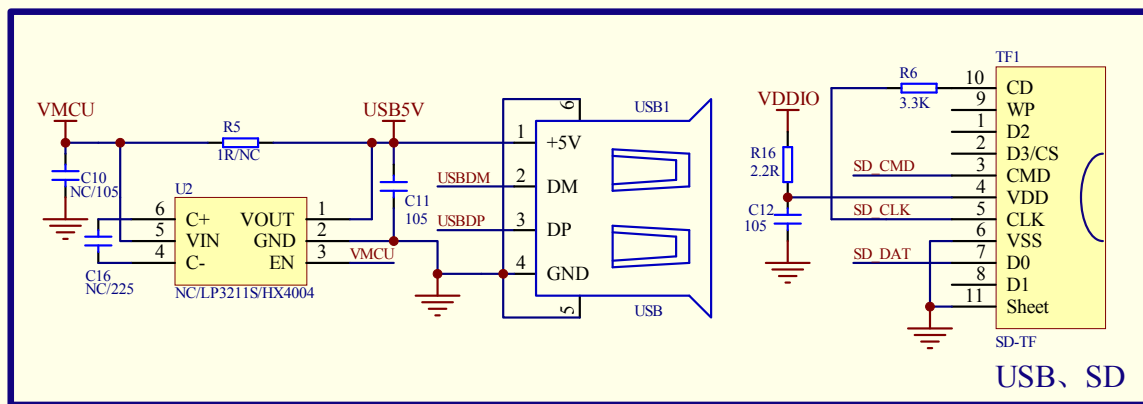 VMCU
R5
1R/NC
USB5V
C10
NC/105
U2
6
C+
VOUT
1
5
VIN
GND
2
4
C-
EN
3
VMCU
C16
NC/225
NC/LP3211S/HX4004
C11
105
USB1
6
1
+5V
USBDM
2
DM
USBDP
3
DP
4
GND
5
USB
VDDIO
R16
2.2R
C12
105
R6
3.3K
TF1
10
CD
9
WP
1
D2
2
D3/CS
SD_CMD
3
CMD
4
VDD
SD_CLK
5
CLK
6
VSS
SD_DAT
7
D0
8
D1
11
Sheet
SD-TF
USB、SD